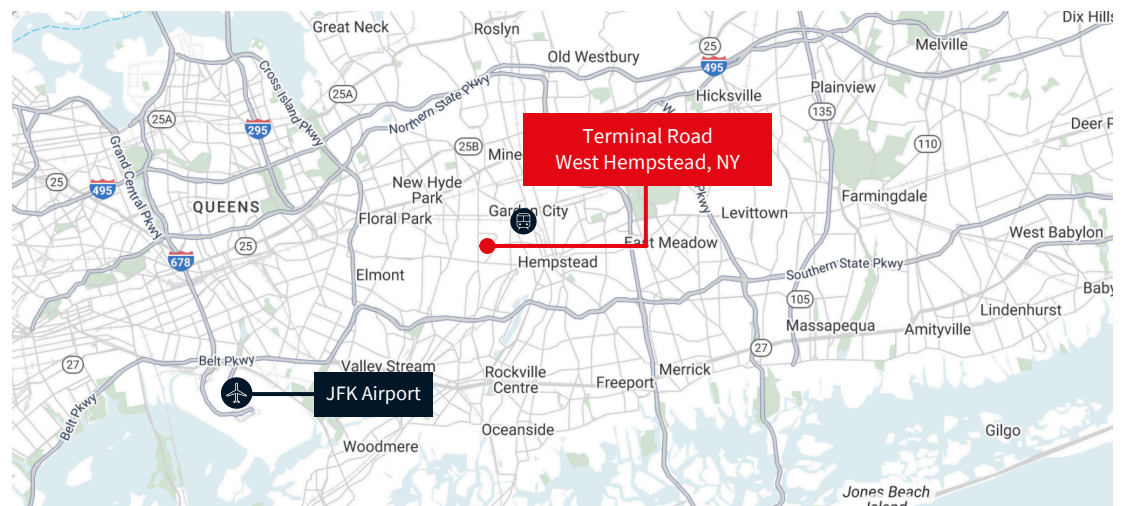 Great Neck
Roslyn
Dix Hills
Old Westbury
25
495
Melville
Cross Island Pkwy
25A
Northern State Pkwy
Hicksville
Plainview
25A
295
135
Deer P
Grand Central Pkwy
25B
Mine
Terminal Road
West Hempstead, NY
W
Pkwy
110
25
495
New Hyde
Park
Farmingdale
QUEENS
Floral Park
Garden City
Levittown
25
East Meadow
West Babylon
678
Hempstead
Southern State Pkwy
Elmont
Baby
105
Lindenhurst
Massapequa
Amityville
27
Belt Pkwy
27
Valley Stream
Rockville
Centre
Merrick
Freeport
JFK Airport
Belt Pkwy
Oceanside
Gilgo
Woodmere
Jones Beach
Island